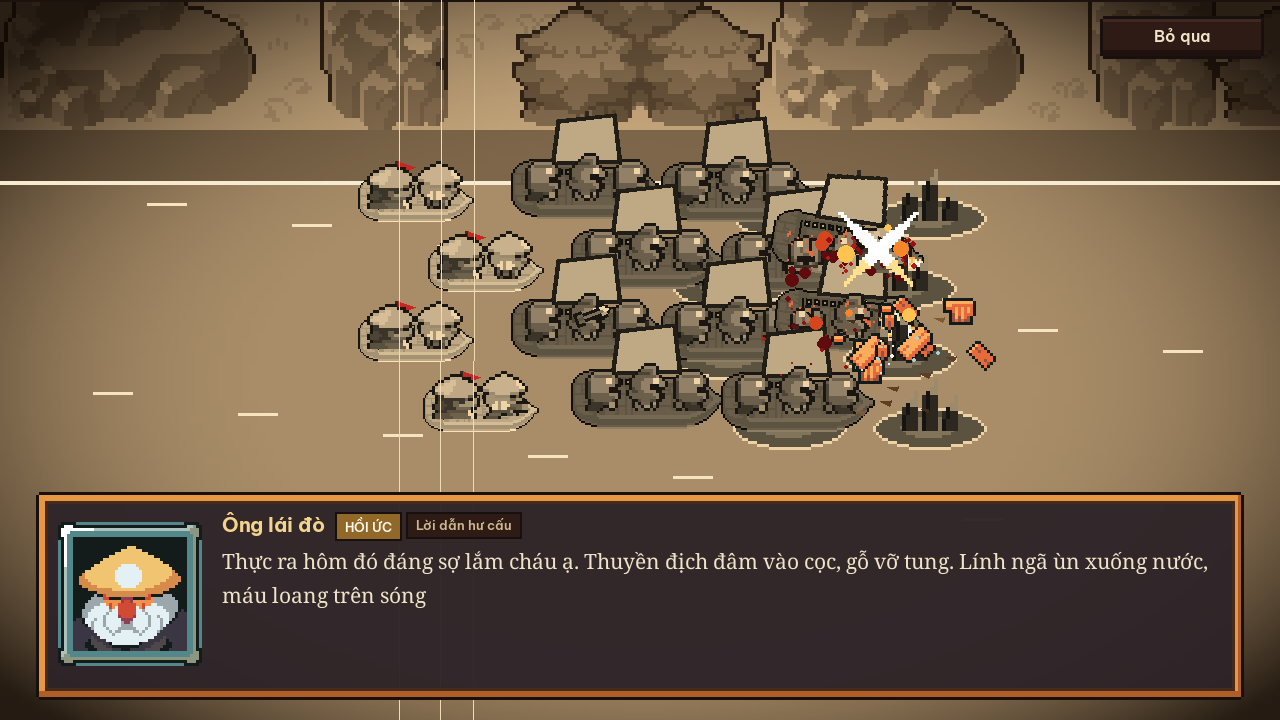 Bỏ qua
Ông lái đò HỒI ỨC Lời dẫn hư cấu
Thực ra hôm đó đáng sợ lắm cháu ạ. Thuyền địch đâm vào cọc, gỗ vỡ tung. Lính ngã ùn xuống nước,
máu loang trên sóng